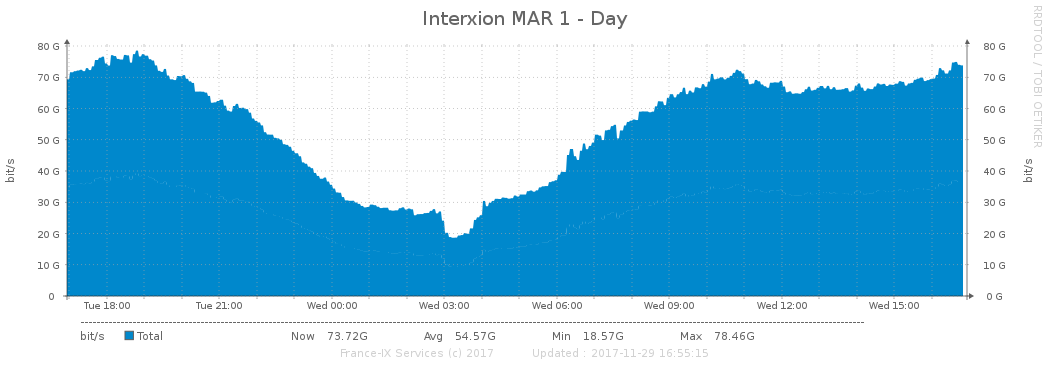 Interxion MAR 1 - Day
RRDTOOL / TOBI OETIKER
80 G 80 G
70 G 70 G
60 G 60 G
50 G 50 G
40 G 40 G
30 G 30 G
20 G 20 G
10 G 10 G
0 0 G
bit/s
bit/s
Tue 18:00 Tue 21:00 Wed 00:00 Wed 03:00 Wed 06:00 Wed 09:00 Wed 12:00 Wed 15:00
bit/s Total Now 73.72G Avg 54.57G Min 18.57G Max 78.46G
France-IX Services (c) 2017 Updated : 2017-11-29 16:55:15